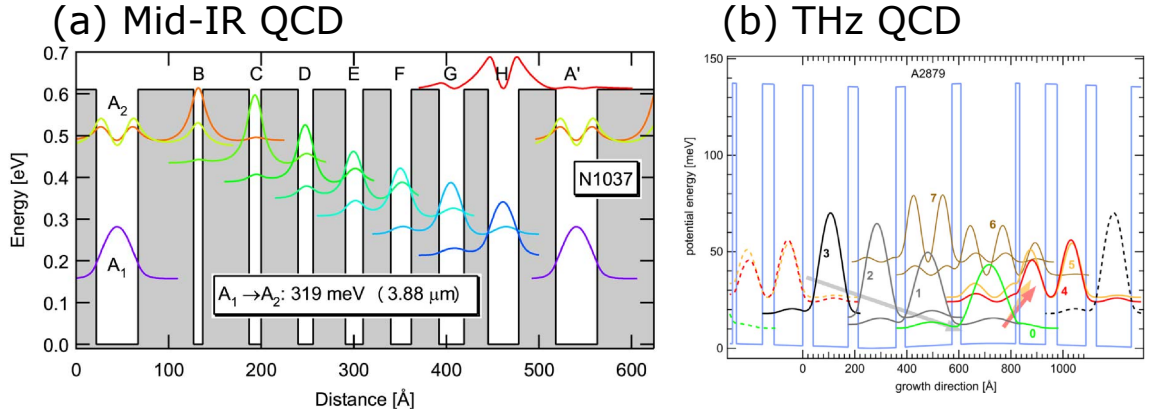 (a) Mid-IR QCD
(b) THz QCD
0.7
0.6
0.5
0.4
0.3
0.2
0.1
0.0
Energy [eV]
A2
B
C
D
E
F
G
H
A'
A1
N1037
A1 →A2: 319 meV ( 3.88 μm)
0
100
200
300
400
500
600
Distance [Å]
A2879
150
100
50
0
potential energy [meV]
3
2
1
7
6
5
4
0
0
200
400
600
800
1000
growth direction [Å]